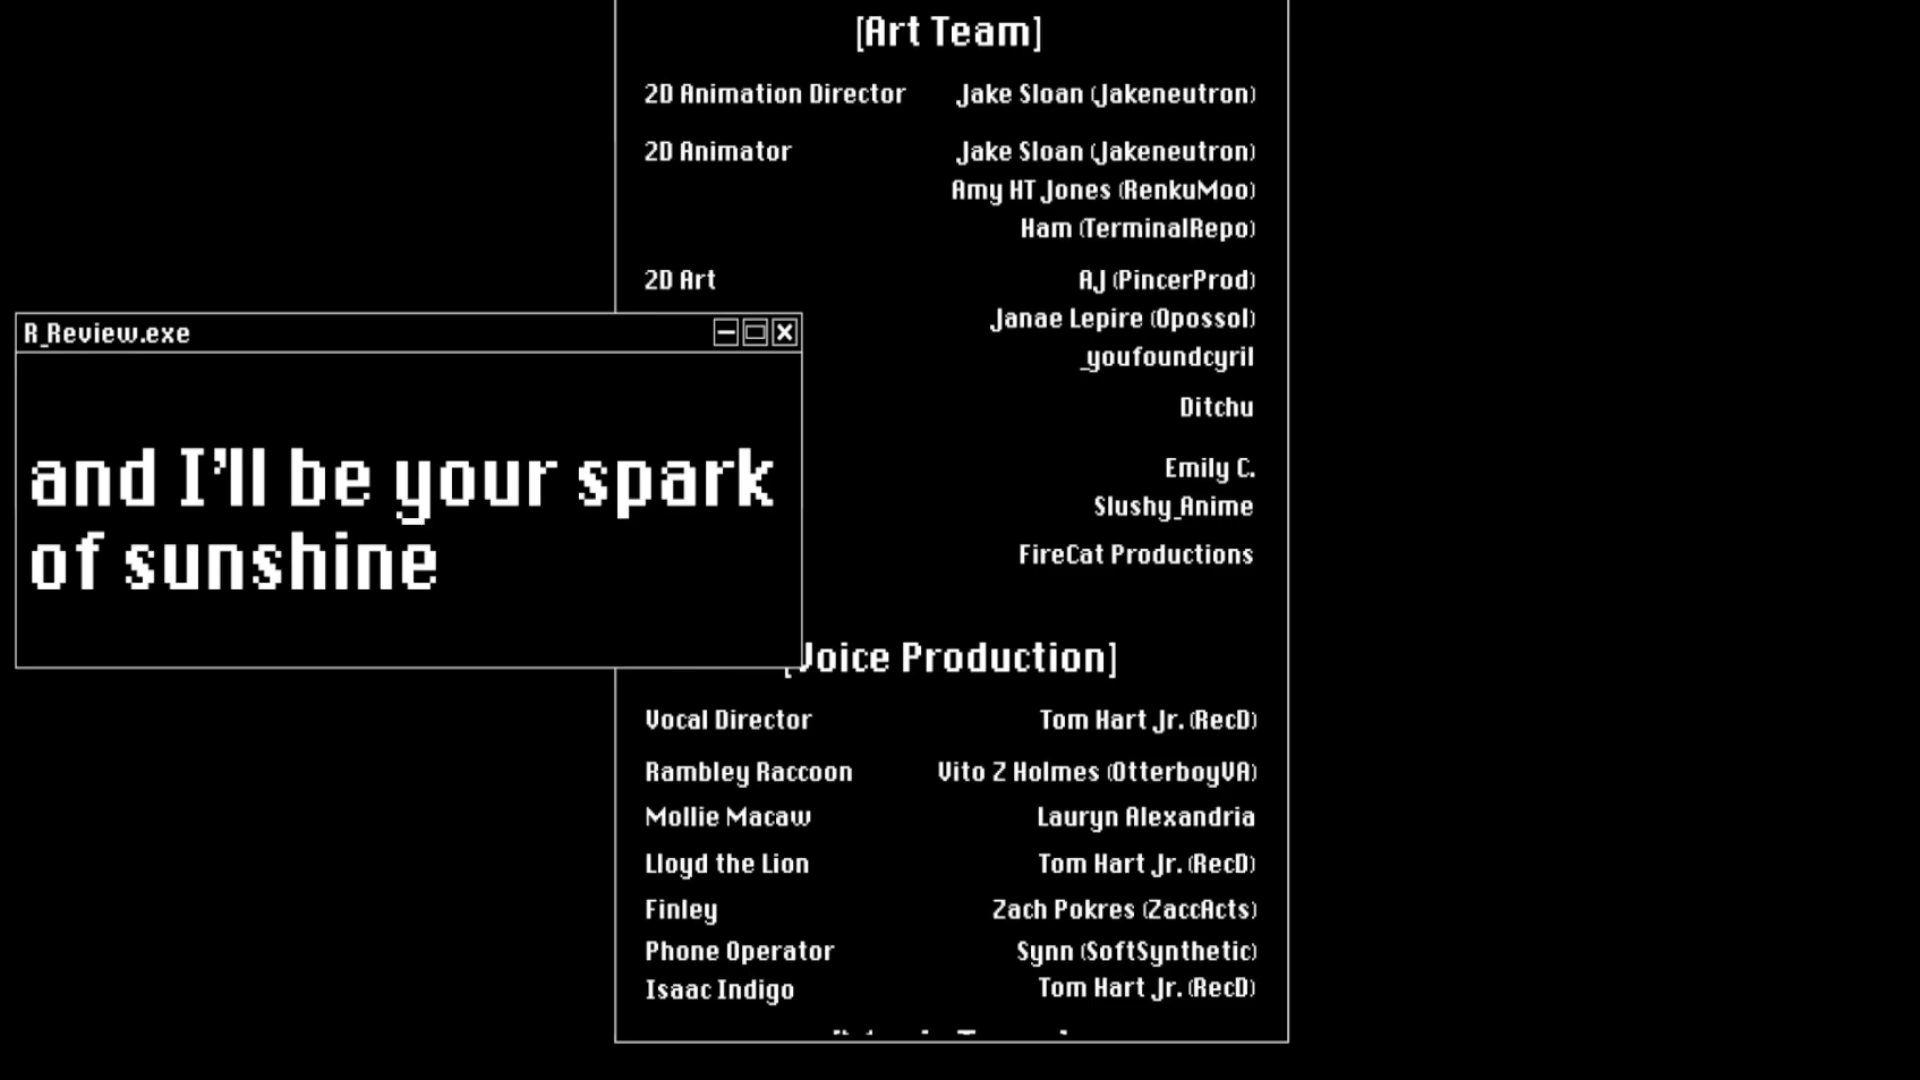 [Art Team]
2D Animation Director Jake Sloan (Jakeneutron)
2D Animator Jake Sloan (Jakeneutron)
Amy HT Jones (RenkuMoo)
Ham (TerminalRepo)
2D Art AJ (PincerProd)
Janae Lepire (Opossol)
_youfoundcyril
Ditchu
Emily C.
Slushy_Anime
FireCat Productions
R_Review.exe
and I'll be your spark
of sunshine
[Voice Production]
Vocal Director Tom Hart Jr. (RecD)
Rambley Raccoon Vito Z Holmes (OtterboyVA)
Mollie Macaw Lauryn Alexandria
Lloyd the Lion Tom Hart Jr. (RecD)
Finley Zach Pokres (ZaccActs)
Phone Operator Synn (SoftSynthetic)
Isaac Indigo Tom Hart Jr. (RecD)